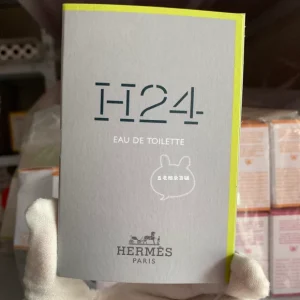 H24
EAU DE TOILETTE
HERMÈS
PARIS